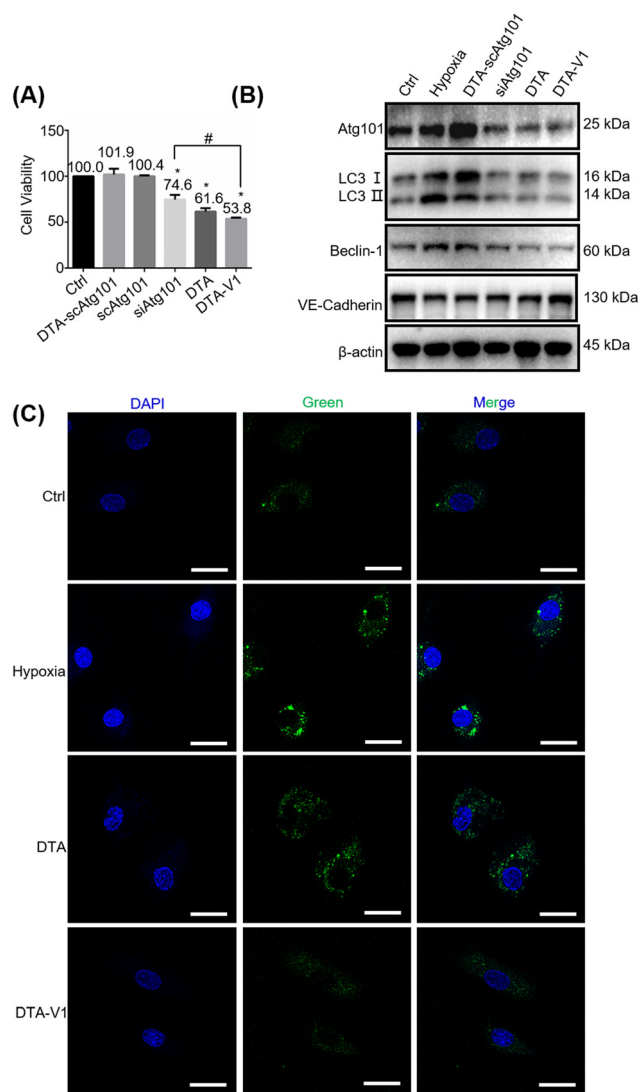 (A)
Cell Viability
150
100
50
0
100.0
101.9
100.4
*
74.6
*
61.6
*
53.8
#
Ctrl
DTA-scAtg101
scAtg101
siAtg101
DTA
DTA-V1
(B)
Ctrl
Hypoxia
DTA-scAtg101
siAtg101
DTA
DTA-V1
Atg101 25 kDa
LC3 I 16 kDa
LC3 II 14 kDa
Beclin-1 60 kDa
VE-Cadherin 130 kDa
β-actin 45 kDa
(C)
DAPI Green Merge
Ctrl
Hypoxia
DTA
DTA-V1